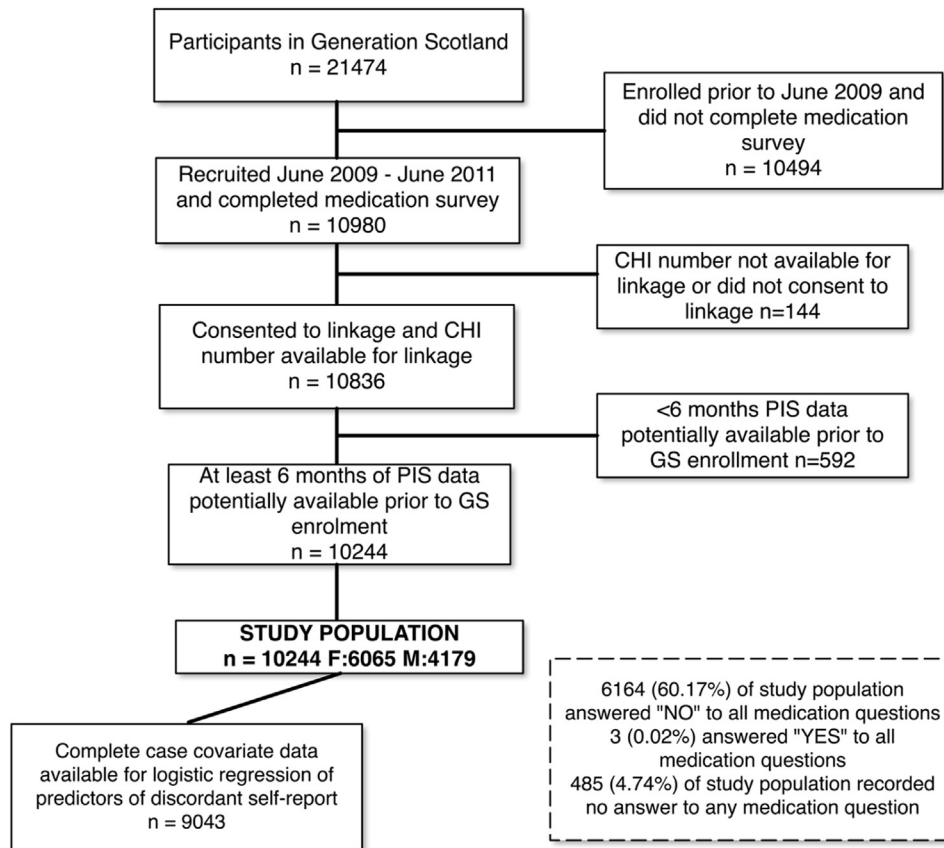 Participants in Generation Scotland
n = 21474
Enrolled prior to June 2009 and
did not complete medication
survey
n = 10494
Recruited June 2009 - June 2011
and completed medication survey
n = 10980
CHI number not available for
linkage or did not consent to
linkage n=144
Consented to linkage and CHI
number available for linkage
n = 10836
<6 months PIS data
potentially available prior to
GS enrollment n=592
At least 6 months of PIS data
potentially available prior to GS
enrolment
n = 10244
STUDY POPULATION
n = 10244 F:6065 M:4179
6164 (60.17%) of study population
answered "NO" to all medication questions
3 (0.02%) answered "YES" to all
medication questions
485 (4.74%) of study population recorded
no answer to any medication question
Complete case covariate data
available for logistic regression of
predictors of discordant self-report
n = 9043